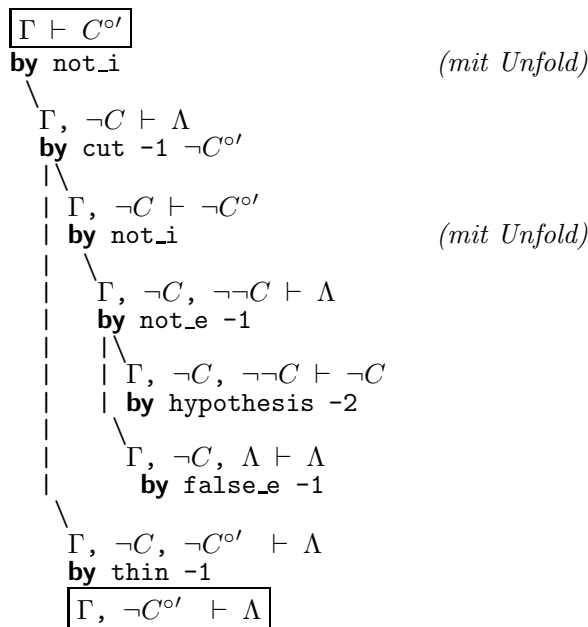 Γ ⊢ C°′
by not_i (mit Unfold)
Γ, ¬C ⊢ Λ
by cut -1 ¬C°′
Γ, ¬C ⊢ ¬C°′
by not_i (mit Unfold)
Γ, ¬C, ¬¬C ⊢ Λ
by not_e -1
Γ, ¬C, ¬¬C ⊢ ¬C
by hypothesis -2
Γ, ¬C, Λ ⊢ Λ
by false_e -1
Γ, ¬C, ¬C°′ ⊢ Λ
by thin -1
Γ, ¬C°′ ⊢ Λ